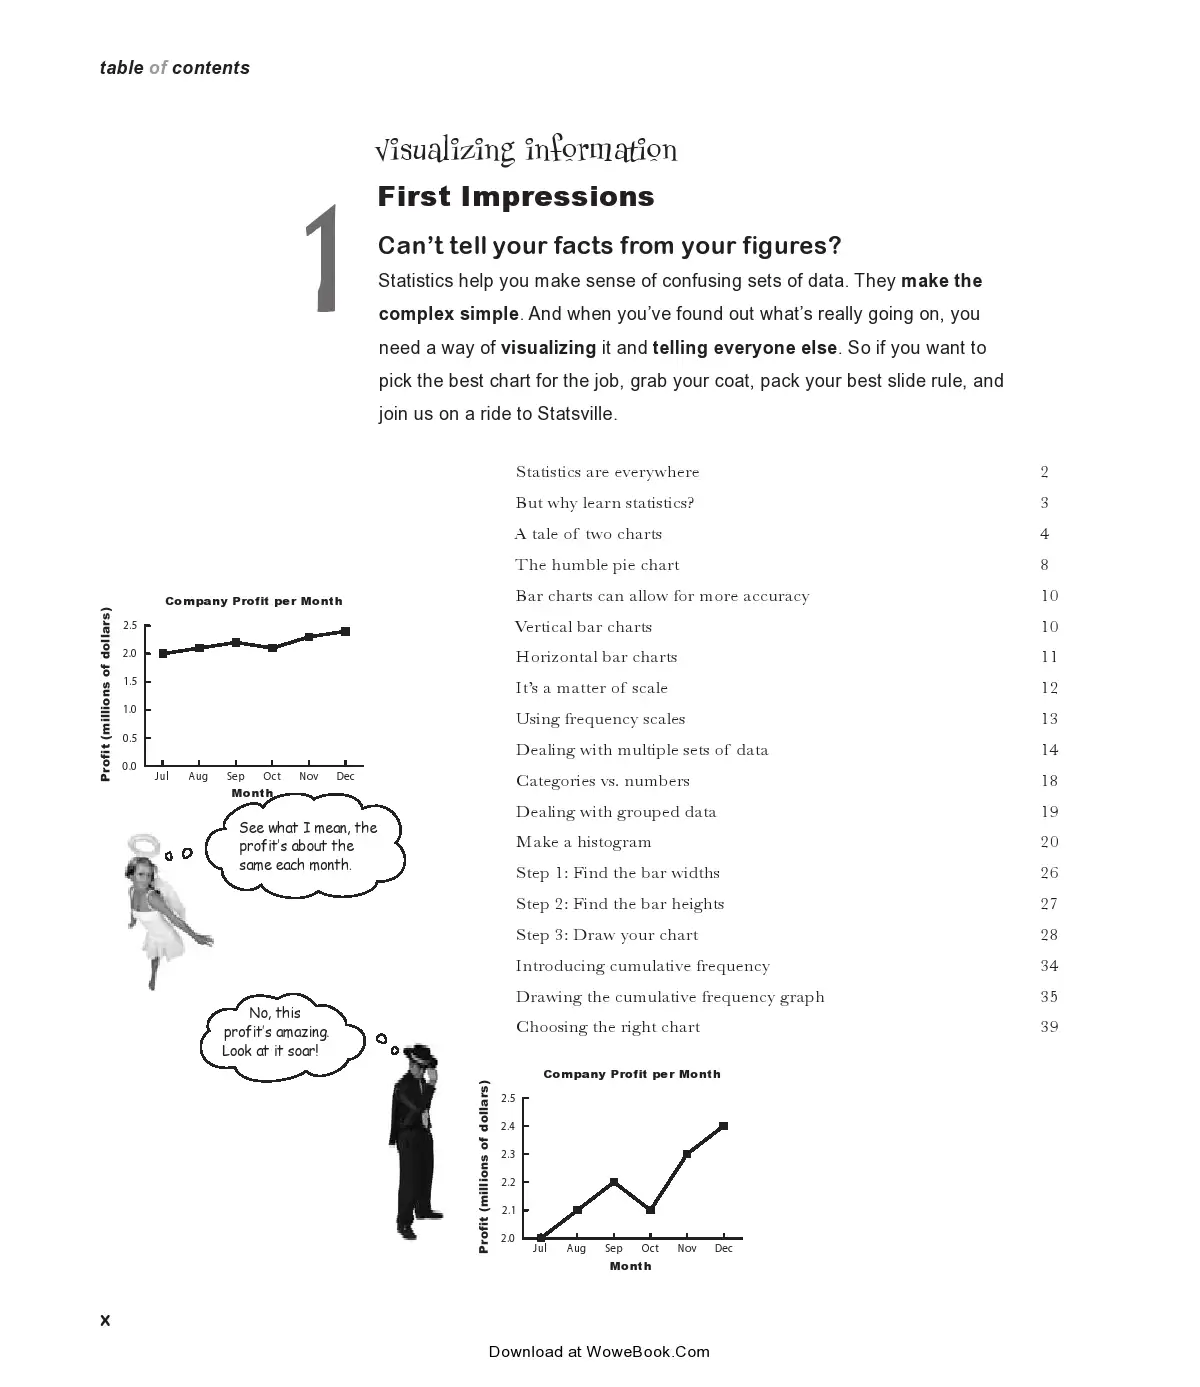 table of contents
visualizing information
1
First Impressions
Can’t tell your facts from your figures?
Statistics help you make sense of confusing sets of data. They make the
complex simple. And when you’ve found out what’s really going on, you
need a way of visualizing it and telling everyone else. So if you want to
pick the best chart for the job, grab your coat, pack your best slide rule, and
join us on a ride to Statsville.
Statistics are everywhere 2
But why learn statistics? 3
A tale of two charts 4
The humble pie chart 8
Bar charts can allow for more accuracy 10
Vertical bar charts 10
Horizontal bar charts 11
It’s a matter of scale 12
Using frequency scales 13
Dealing with multiple sets of data 14
Categories vs. numbers 18
Dealing with grouped data 19
Make a histogram 20
Step 1: Find the bar widths 26
Step 2: Find the bar heights 27
Step 3: Draw your chart 28
Introducing cumulative frequency 34
Drawing the cumulative frequency graph 35
Choosing the right chart 39
Company Profit per Month
Profit (millions of dollars)
2.5
2.0
1.5
1.0
0.5
0.0
Jul Aug Sep Oct Nov Dec
Month
See what I mean, the
profit’s about the
same each month.
No, this
profit’s amazing.
Look at it soar!
Company Profit per Month
Profit (millions of dollars)
2.5
2.4
2.3
2.2
2.1
2.0
Jul Aug Sep Oct Nov Dec
Month
x
Download at WoweBook.Com